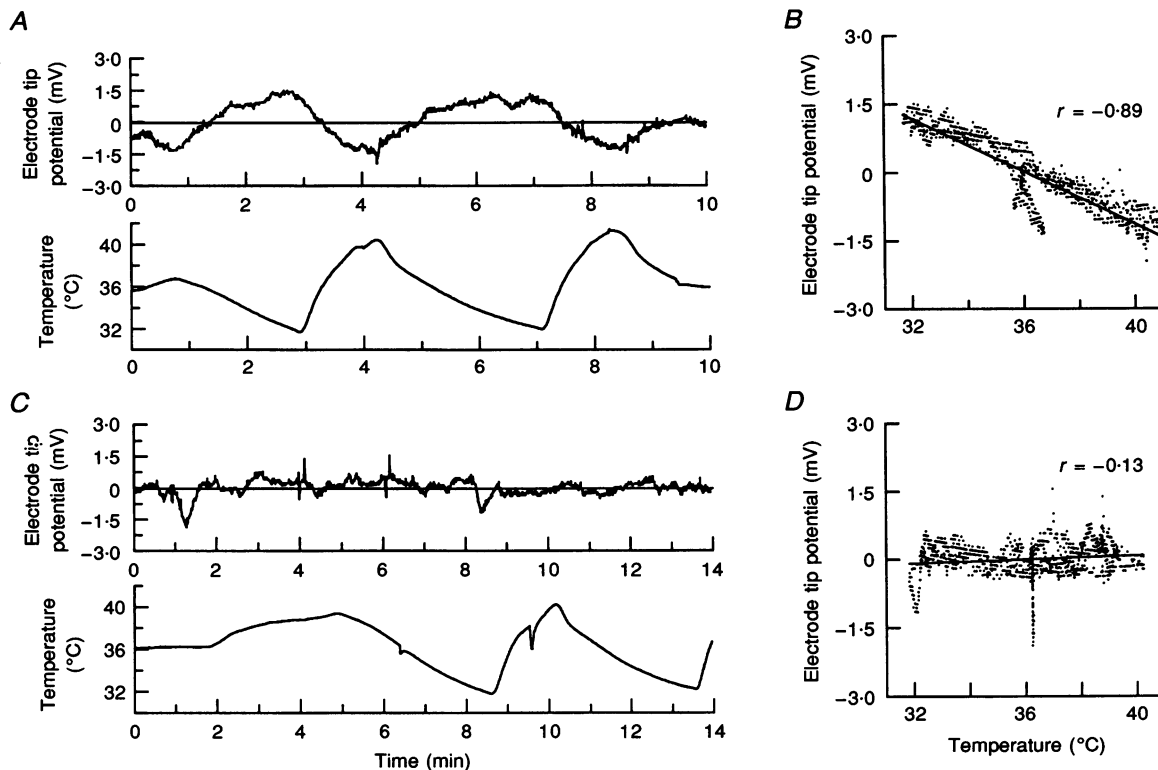 A
Electrode tip
potential (mV)
3·0
1·5
0
−1·5
−3·0
0 2 4 6 8 10
Temperature
(°C)
40
36
32
0 2 4 6 8 10
B
Electrode tip potential (mV)
3·0
1·5
0
−1·5
−3·0
r = −0·89
32 36 40
C
Electrode tip
potential (mV)
3·0
1·5
0
−1·5
−3·0
0 2 4 6 8 10 12 14
Temperature
(°C)
40
36
32
0 2 4 6 8 10 12 14
Time (min)
D
Electrode tip potential (mV)
3·0
1·5
0
−1·5
−3·0
r = −0·13
32 36 40
Temperature (°C)